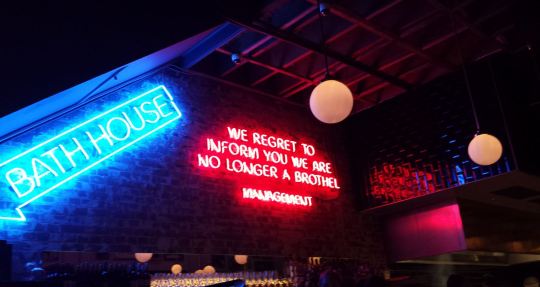 BATH HOUSE
WE REGRET TO
INFORM YOU WE ARE
NO LONGER A BROTHEL
MANAGEMENT